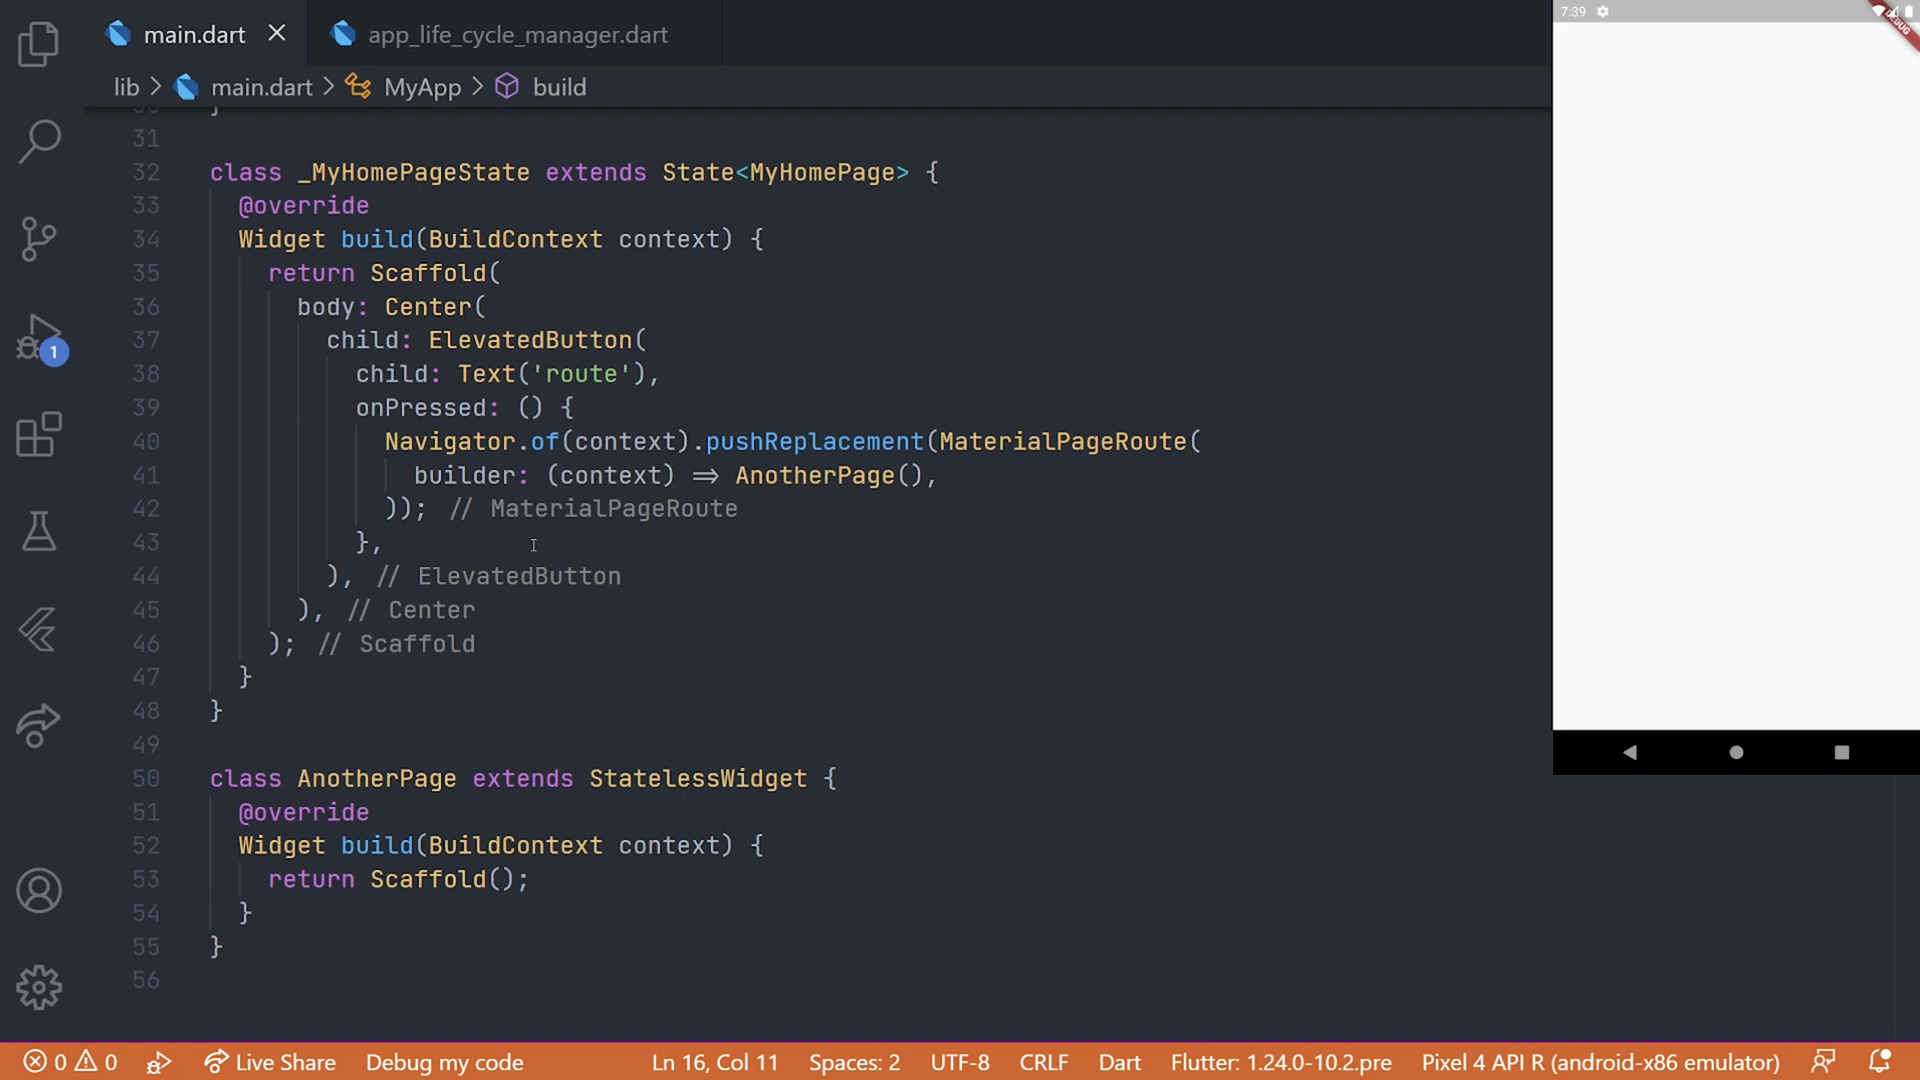 main.dart
app_life_cycle_manager.dart
7:39
DEBUG
lib > main.dart > MyApp > build
30 }
31
32 class _MyHomePageState extends State<MyHomePage> {
33 @override
34 Widget build(BuildContext context) {
35 return Scaffold(
36 body: Center(
37 child: ElevatedButton(
38 child: Text('route'),
39 onPressed: () {
40 Navigator.of(context).pushReplacement(MaterialPageRoute(
41 builder: (context) => AnotherPage(),
42 )); // MaterialPageRoute
43 },
44 ), // ElevatedButton
45 ), // Center
46 ); // Scaffold
47 }
48 }
49
50 class AnotherPage extends StatelessWidget {
51 @override
52 Widget build(BuildContext context) {
53 return Scaffold();
54 }
55 }
56
1
0 0 Live Share Debug my code Ln 16, Col 11 Spaces: 2 UTF-8 CRLF Dart Flutter: 1.24.0-10.2.pre Pixel 4 API R (android-x86 emulator)